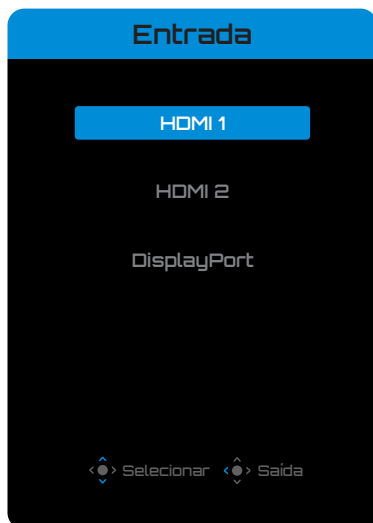 Entrada
HDMI 1
HDMI 2
DisplayPort
Selecionar Saída